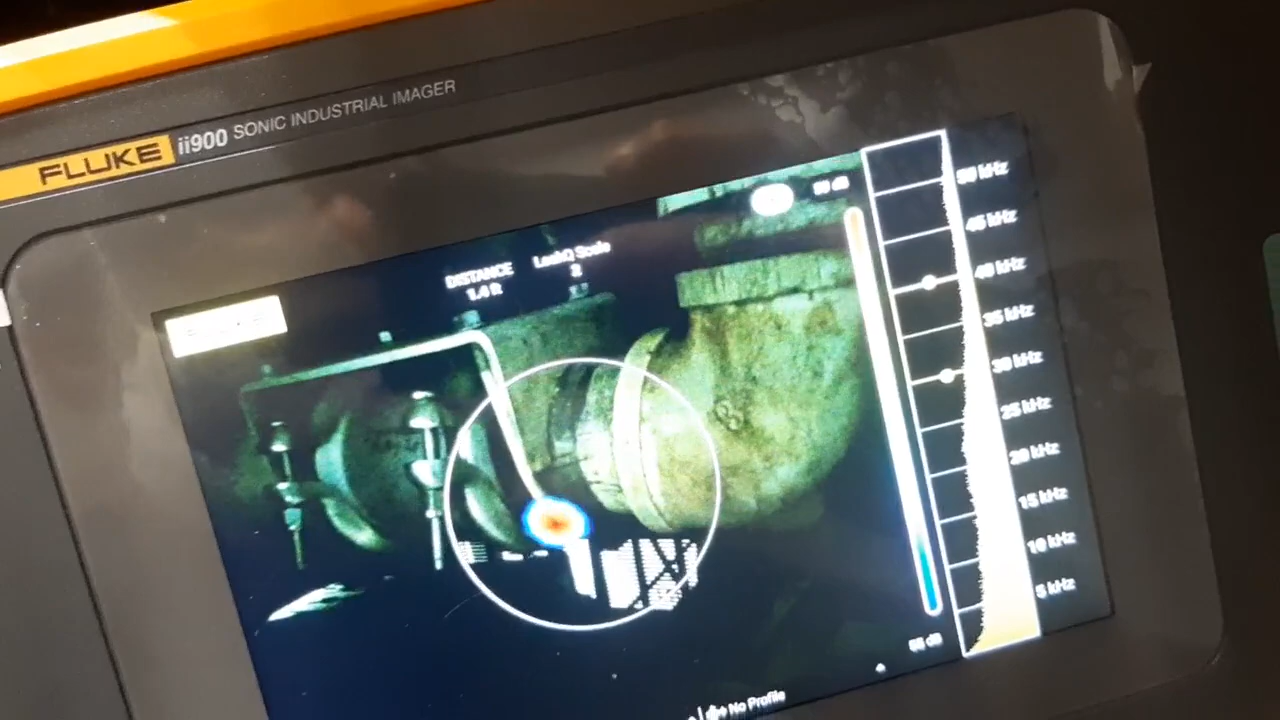 FLUKE ii900 SONIC INDUSTRIAL IMAGER
DISTANCE
1.4 ft
LeakQ Scale
2
50 kHz
45 kHz
40 kHz
35 kHz
30 kHz
25 kHz
20 kHz
15 kHz
10 kHz
5 kHz
No Profile